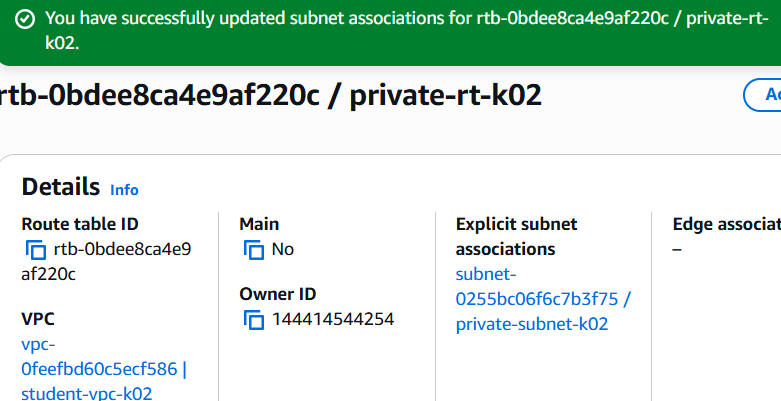 You have successfully updated subnet associations for rtb-0bdee8ca4e9af220c / private-rt-
k02.
rtb-0bdee8ca4e9af220c / private-rt-k02
Details Info
Route table ID
rtb-0bdee8ca4e9
af220c
VPC
vpc-
0feefbd60c5ecf586 |
student-vpc-k02
Main
No
Owner ID
144414544254
Explicit subnet
associations
subnet-
0255bc06f6c7b3f75 /
private-subnet-k02
Edge
–